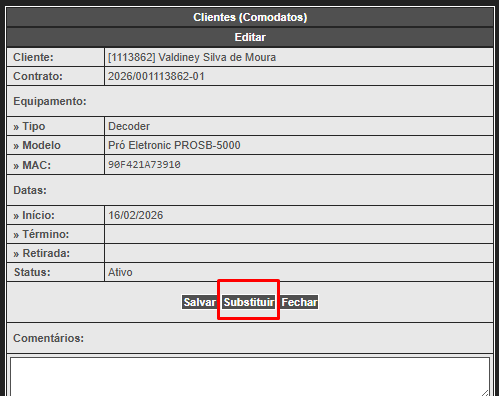 Clientes (Comodatos)
Editar
Cliente: [1113862] Valdiney Silva de Moura
Contrato: 2026/001113862-01
Equipamento:
» Tipo Decoder
» Modelo Pró Eletronic PROSB-5000
» MAC: 90F421A73910
Datas:
» Início: 16/02/2026
» Término:
» Retirada:
Status: Ativo
Salvar Substituir Fechar
Comentários: